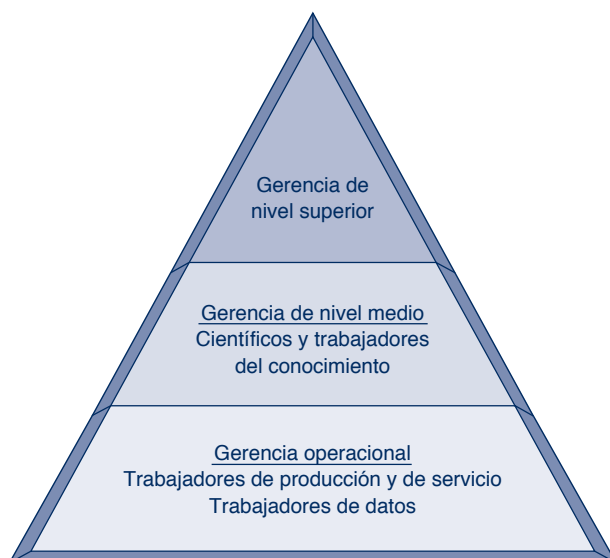 Gerencia de
nivel superior
Gerencia de nivel medio
Científicos y trabajadores
del conocimiento
Gerencia operacional
Trabajadores de producción y de servicio
Trabajadores de datos